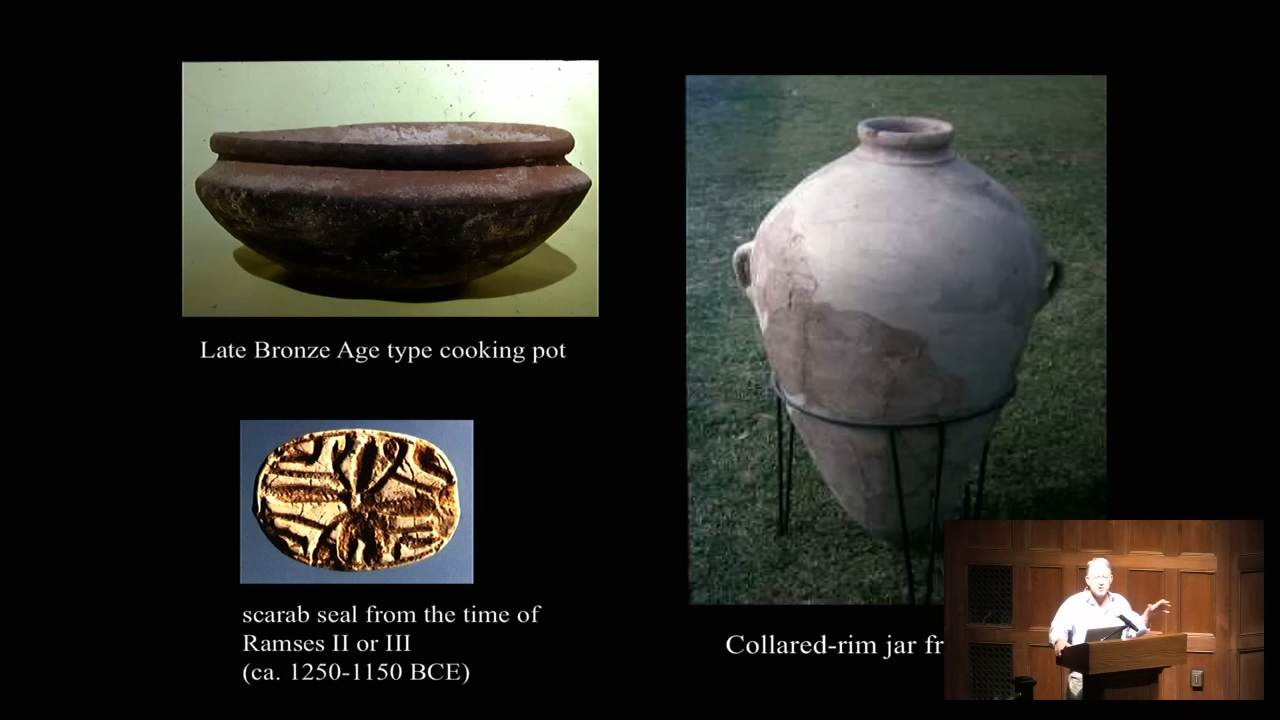 Late Bronze Age type cooking pot
scarab seal from the time of
Ramses II or III
(ca. 1250-1150 BCE)
Collared-rim jar